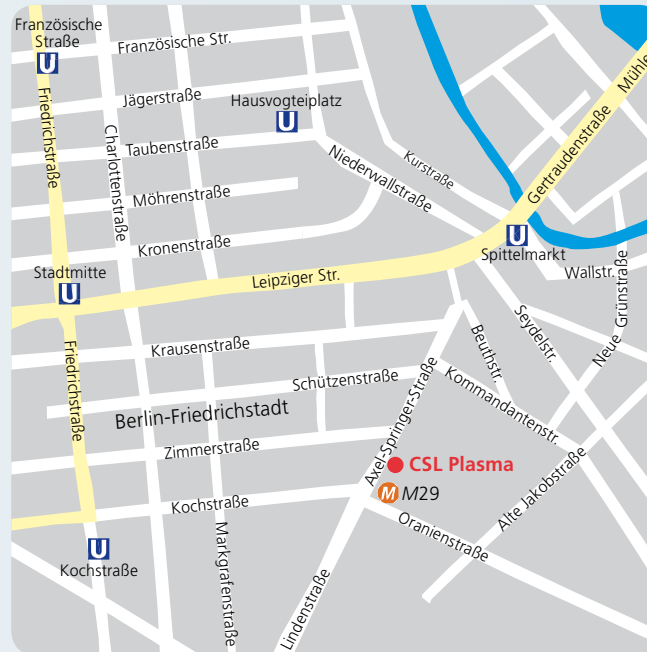 Französische
Straße
U
Französische Str.
Mühle
Jägerstraße
Hausvogteiplatz
U
Friedrichstraße
Charlottenstraße
Taubenstraße
Niederwallstraße
Kurstraße
Gertraudenstraße
Möhrenstraße
Kronenstraße
U
Spittelmarkt
Stadtmitte
U
Leipziger Str.
Wallstr.
Neue Grünstraße
Seydelstr.
Beuthstr.
Friedrichstraße
Krausenstraße
Schützenstraße
Kommandantenstr.
Berlin-Friedrichstadt
Axel-Springer-Straße
Zimmerstraße
CSL Plasma
M M29
Alte Jakobstraße
Kochstraße
Oranienstraße
U
Kochstraße
Markgrafenstraße
Lindenstraße